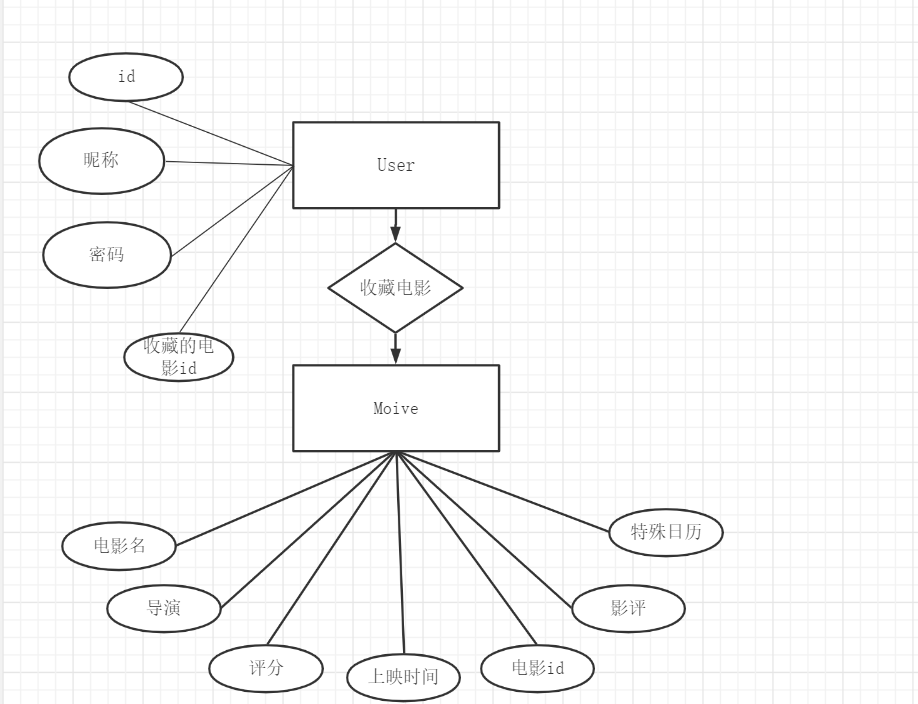 id
昵称
User
密码
收藏电影
收藏的电
影id
Moive
特殊日历
电影名
导演
影评
评分
上映时间
电影id